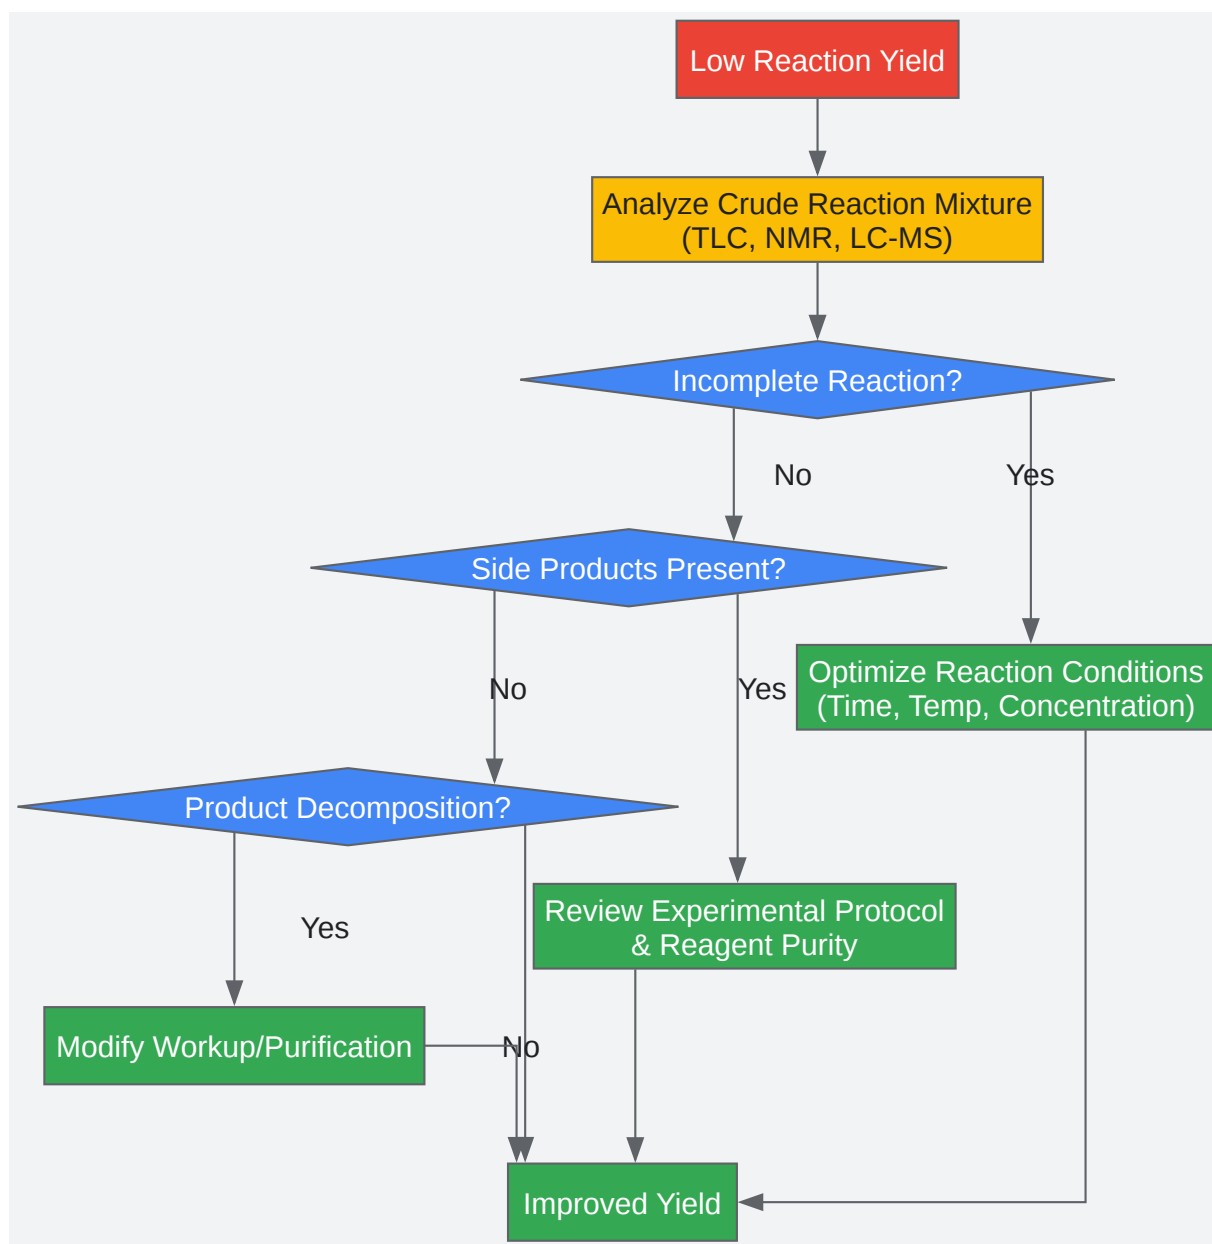 Low Reaction Yield
Analyze Crude Reaction Mixture
(TLC, NMR, LC-MS)
Incomplete Reaction?
No
Yes
Side Products Present?
No
Yes
Optimize Reaction Conditions
(Time, Temp, Concentration)
Product Decomposition?
Yes
Review Experimental Protocol
& Reagent Purity
Modify Workup/Purification
No
Improved Yield